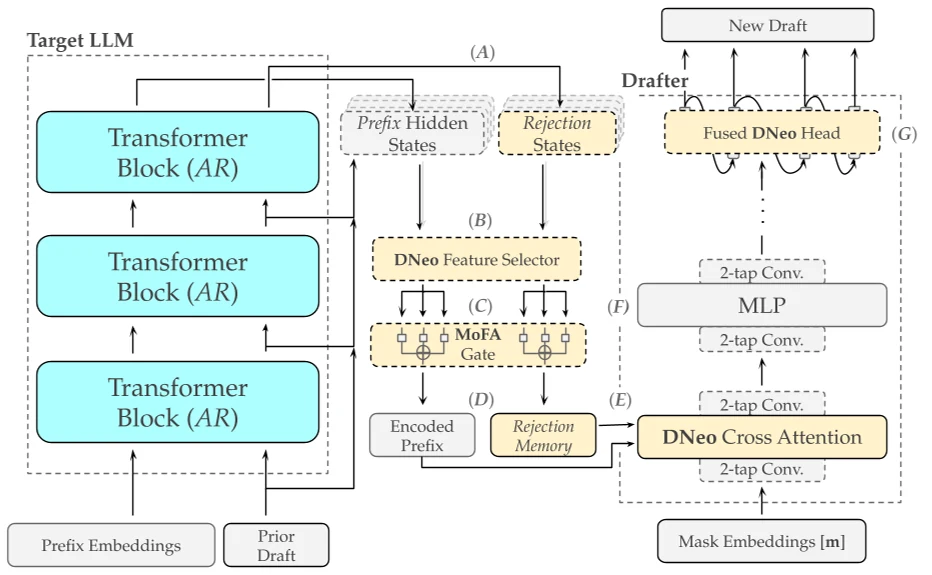 New Draft
Target LLM
(A)
Drafter
Transformer
Block (AR)
Prefix Hidden
States
Rejection
States
Fused DNeo Head
(G)
(B)
DNeo Feature Selector
Transformer
Block (AR)
(C)
MoFA
Gate
(F)
2-tap Conv.
MLP
2-tap Conv.
Transformer
Block (AR)
(D)
(E)
Encoded
Prefix
Rejection
Memory
2-tap Conv.
DNeo Cross Attention
2-tap Conv.
Prefix Embeddings
Prior
Draft
Mask Embeddings [m]